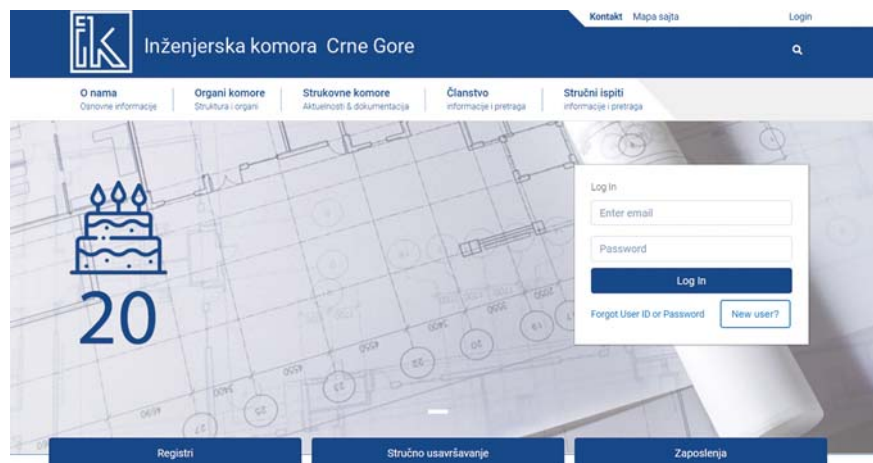 Kontakt Mapa sajta Login
Inženjerska komora Crne Gore
O nama
Osnovne informacije
Organi komore
Struktura i organi
Strukovne komore
Aktuelnosti & dokumentacija
Članstvo
informacije i pretraga
Stručni ispiti
informacije i pretraga
20
Log In
Enter email
Password
Log In
Forgot User ID or Password New user?
Registri
Stručno usavršavanje
Zaposlenja